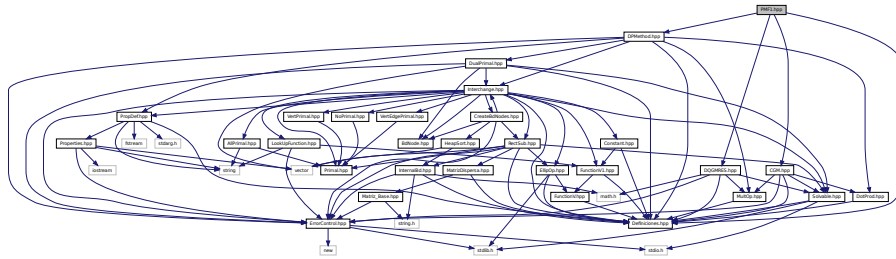 PMF1.hpp
DPMethod.hpp
DualPrimal.hpp
Interchange.hpp
PropDef.hpp
VertPrimal.hpp
NoPrimal.hpp
VertEdgePrimal.hpp
CreateBdNodes.hpp
Properties.hpp
fstream
stdarg.h
AllPrimal.hpp
LookUpFunction.hpp
BdNode.hpp
HeapSort.hpp
RectSub.hpp
Constant.hpp
iostream
string
vector
Primal.hpp
InternalBd.hpp
MatrizDispersa.hpp
EllipOp.hpp
FunctionV1.hpp
DQGMRES.hpp
CGM.hpp
Matriz_Base.hpp
FunctionV.hpp
math.h
MultOp.hpp
Solvable.hpp
DotProd.hpp
ErrorControl.hpp
string.h
Definiciones.hpp
new
stdlib.h
stdio.h